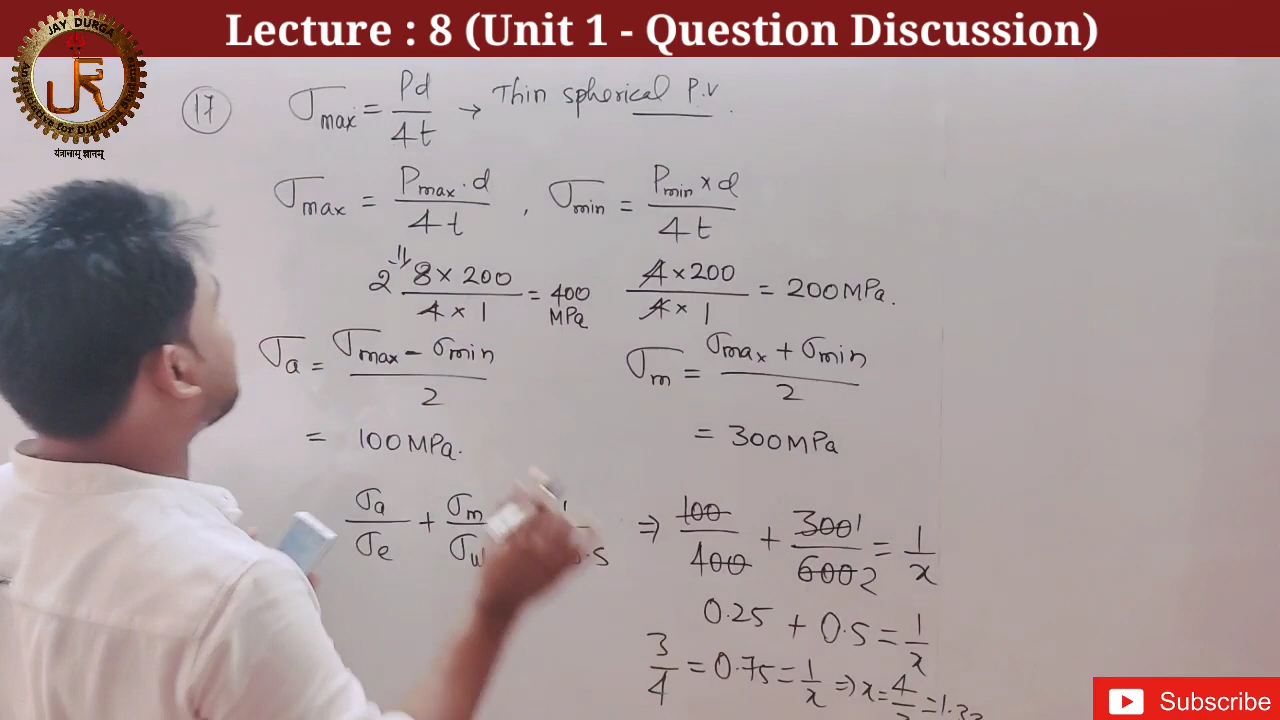 Lecture : 8 (Unit 1 - Question Discussion)
JAY DURGA
यंत्रानाम् ज्ञानम्
17 σmax = Pd/4t → Thin spherical P.V.
σmax = Pmax · d/4t , σmin = Pmin × d/4t
2 8 × 200/4 × 1 = 400 MPa 4 × 200/4 × 1 = 200 MPa.
σa = σmax − σmin/2 σm = σmax + σmin/2
= 100 MPa. = 300 MPa
σa/σe + σm/σu ⇒ 100/400 + 300 1/600 2 = 1/x
0.25 + 0.5 = 1/x
3/4 = 0.75 = 1/x ⇒ x = 4/3 = 1.33
Subscribe